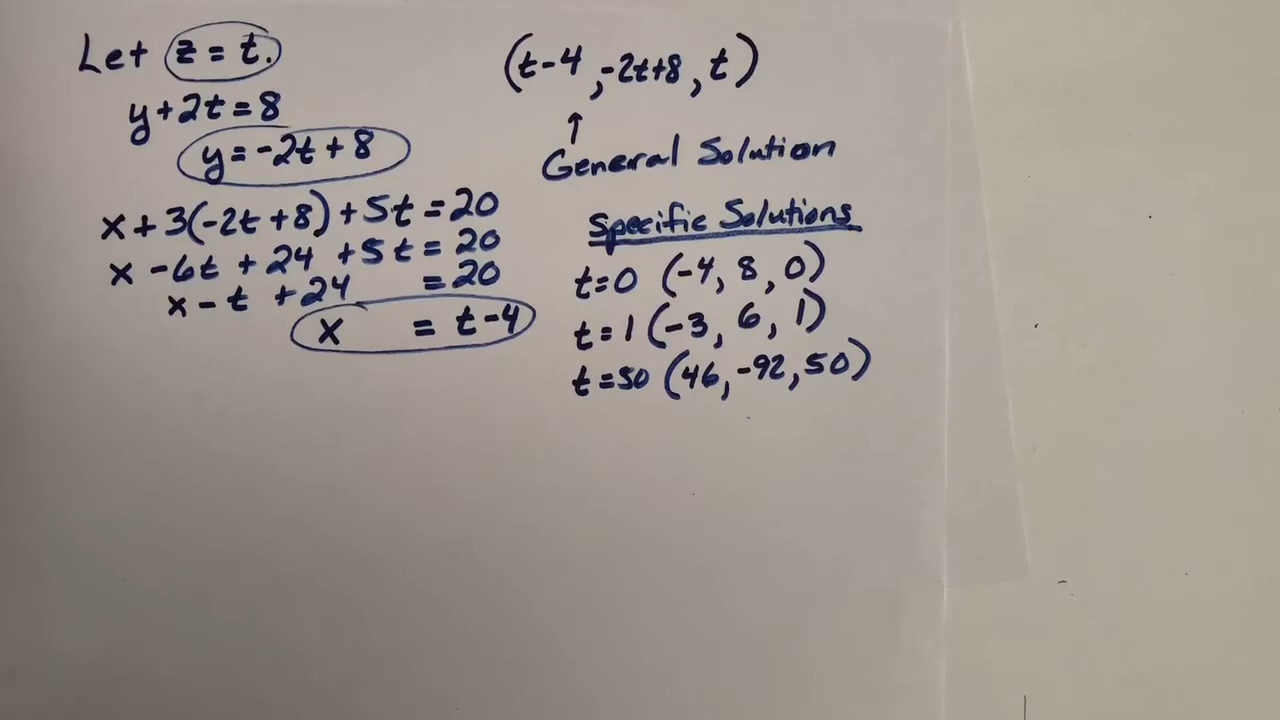 Let z = t.
y+2t=8
y=-2t+8
x+3(-2t+8)+5t=20
x-6t+24+5t=20
x-t+24=20
x=t-4
(t-4,-2t+8,t)
↑
General Solution
Specific Solutions
t=0 (-4, 8, 0)
t=1 (-3, 6, 1)
t=50 (46,-92,50)